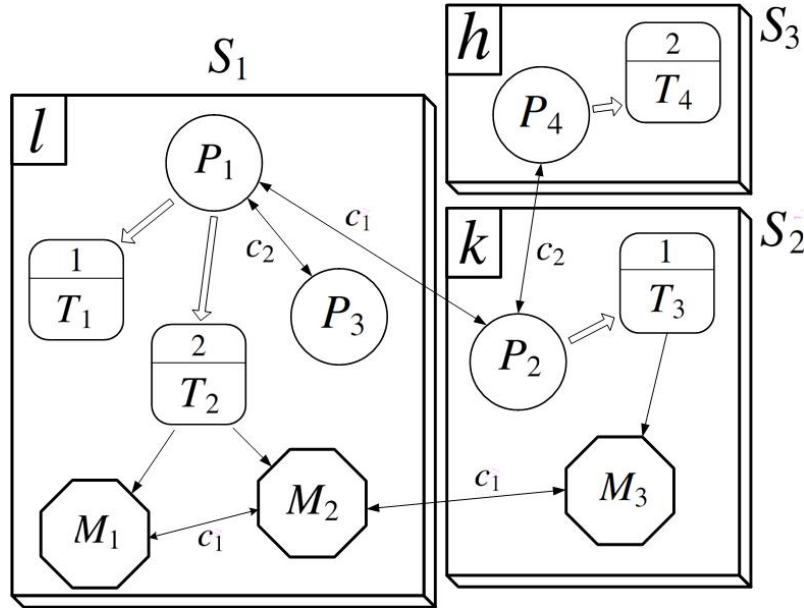 S₁
l
P₁
1
T₁
c₂
c₁
P₃
2
T₂
M₁
c₁
M₂
c₁
h
S₃
P₄
2
T₄
c₂
k
S₂
1
T₃
P₂
M₃